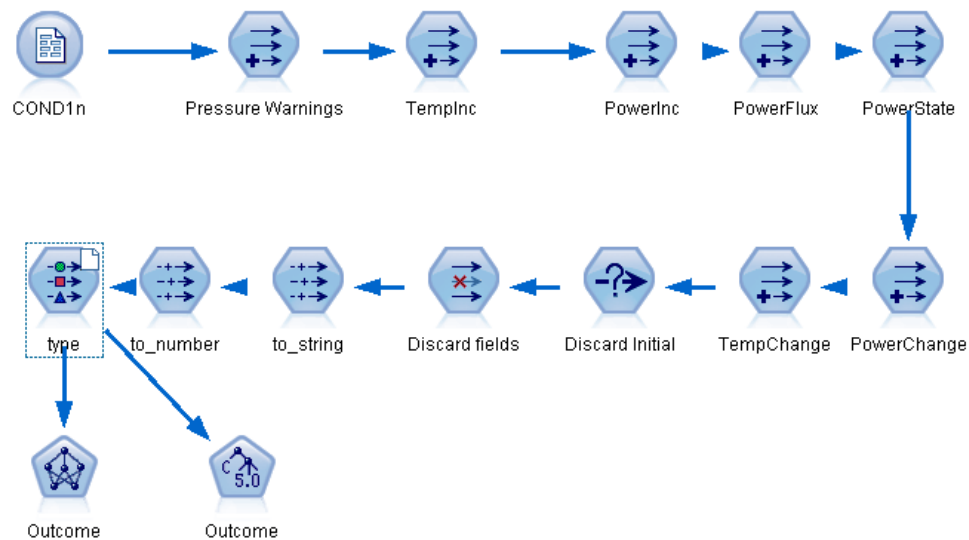 COND1n
Pressure Warnings
TempInc
PowerInc
PowerFlux
PowerState
type
to_number
to_string
Discard fields
Discard Initial
TempChange
PowerChange
C 5.0
Outcome
Outcome